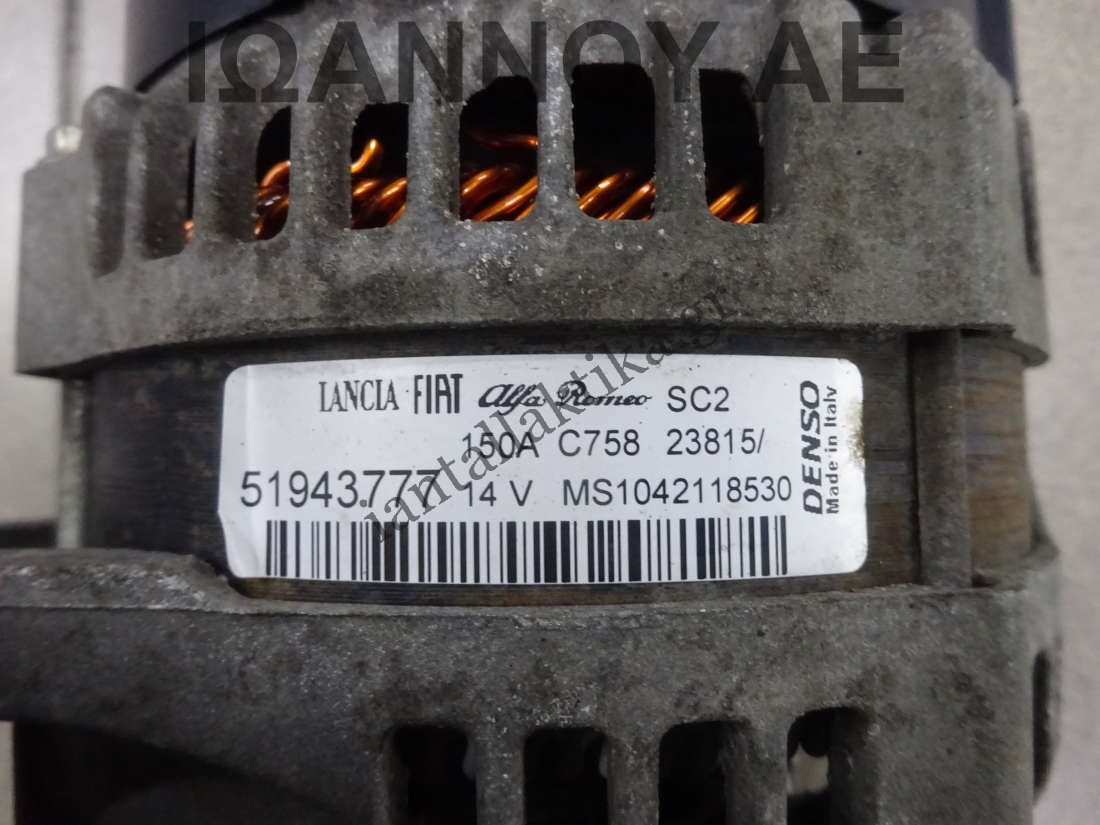 ΙΩΑΝΝΟΥ ΑΕ
LANCIA FIAT Alfa Romeo SC2
150A C758 23815/
51943777 14 V MS1042118530
DENSO
Made in Italy
iantallaktika.gr